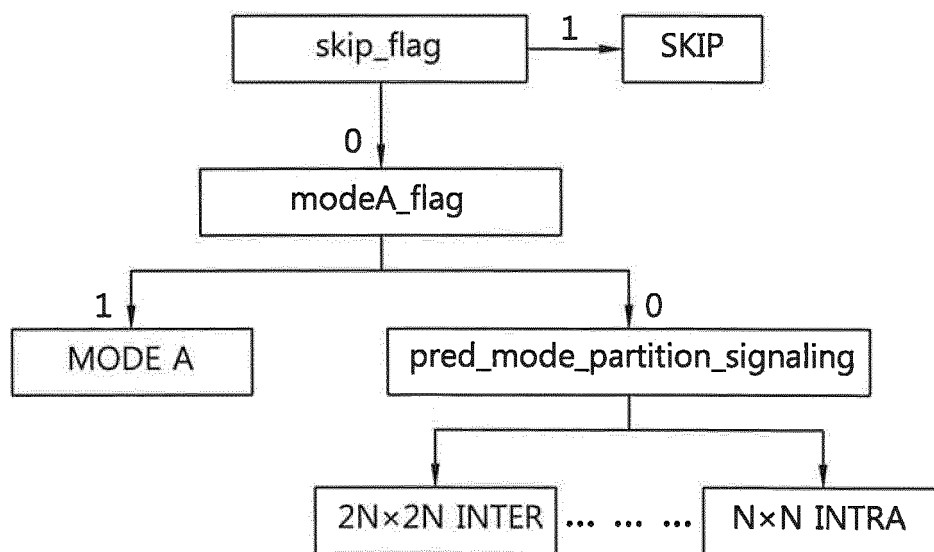 skip_flag
1
SKIP
0
modeA_flag
1
0
MODE A
pred_mode_partition_signaling
2N×2N INTER ... ... ... N×N INTRA